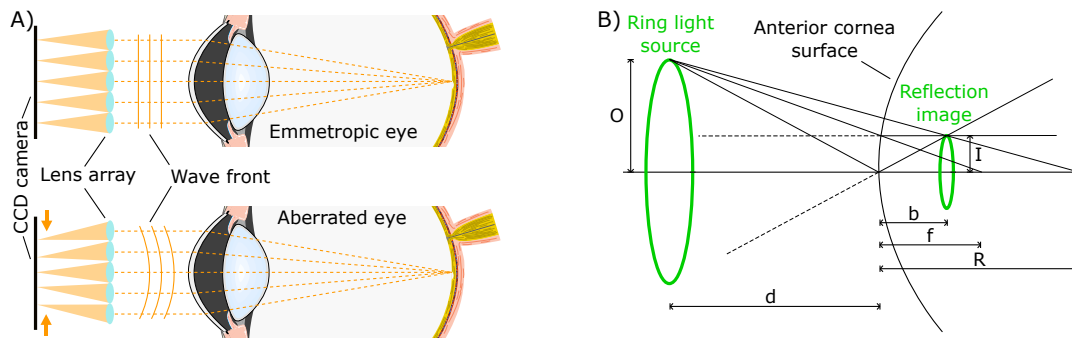 A)
CCD camera
Emmetropic eye
Lens array
Wave front
Aberrated eye
B)
Ring light
source
Anterior cornea
surface
Reflection
image
O
I
b
f
R
d